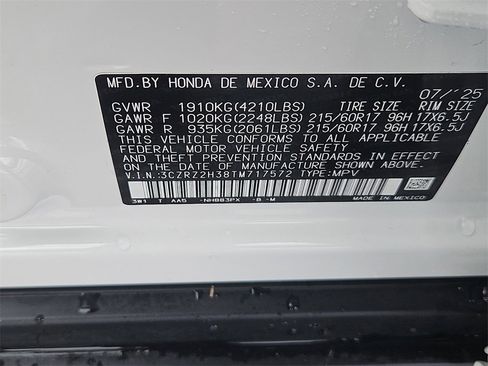 MFD.BY HONDA DE MEXICO S.A. DE C.V.
07/'25
GVWR 1910KG(4210LBS) TIRE SIZE RIM SIZE
GAWR F 1020KG(2248LBS) 215/60R17 96H 17X6.5J
GAWR R 935KG(2061LBS) 215/60R17 96H 17X6.5J
THIS VEHICLE CONFORMS TO ALL APPLICABLE
FEDERAL MOTOR VEHICLE SAFETY
AND THEFT PREVENTION STANDARDS IN EFFECT
ON THE DATE OF MANUFACTURE SHOWN ABOVE.
V.I.N.:3CZRZ2H38TM717572 TYPE:MPV
3W1 T AA5 -NH883PX -B -M
MADE IN MEXICO